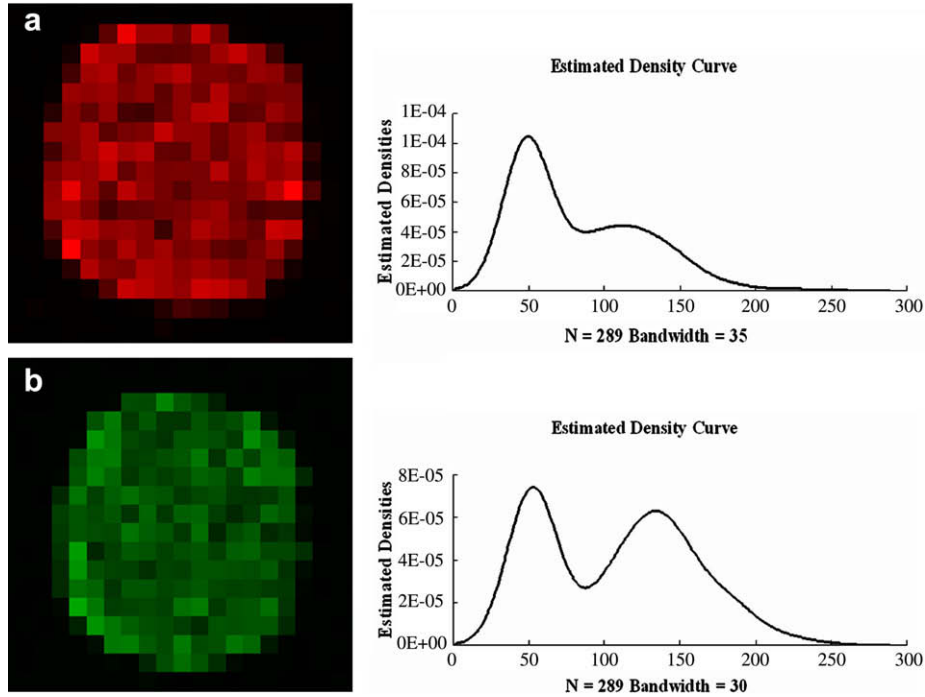 a
Estimated Density Curve
Estimated Densities
1E-04
1E-04
8E-05
6E-05
4E-05
2E-05
0E+00
0 50 100 150 200 250 300
N = 289 Bandwidth = 35
b
Estimated Density Curve
Estimated Densities
8E-05
6E-05
4E-05
2E-05
0E+00
0 50 100 150 200 250 300
N = 289 Bandwidth = 30